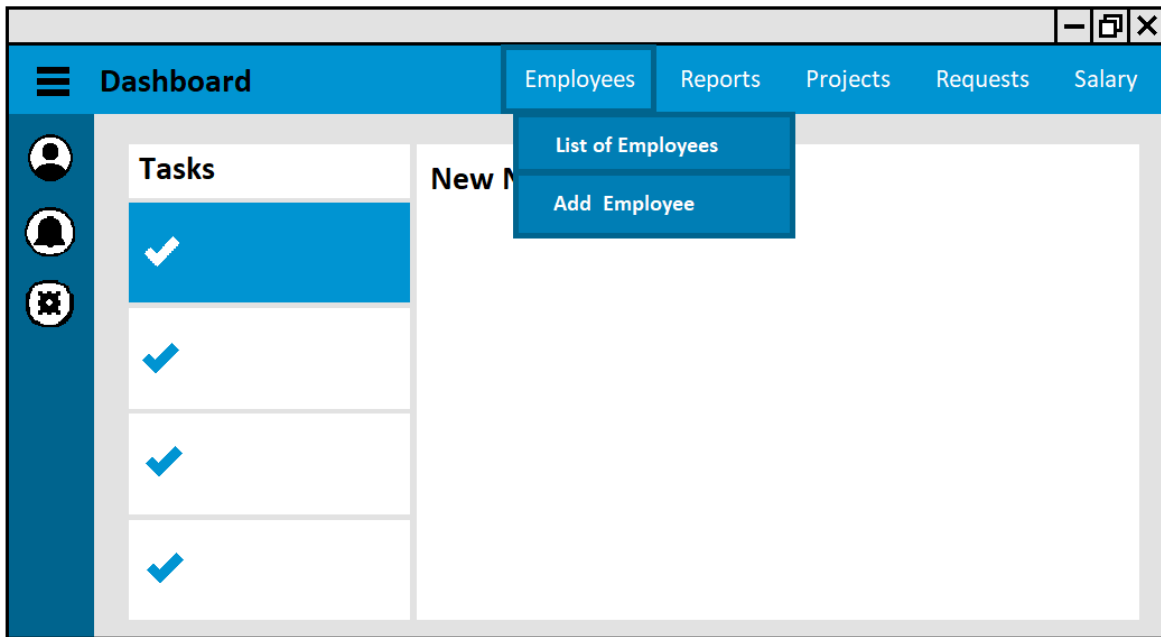 Dashboard Employees Reports Projects Requests Salary
List of Employees
Add Employee
Tasks
New